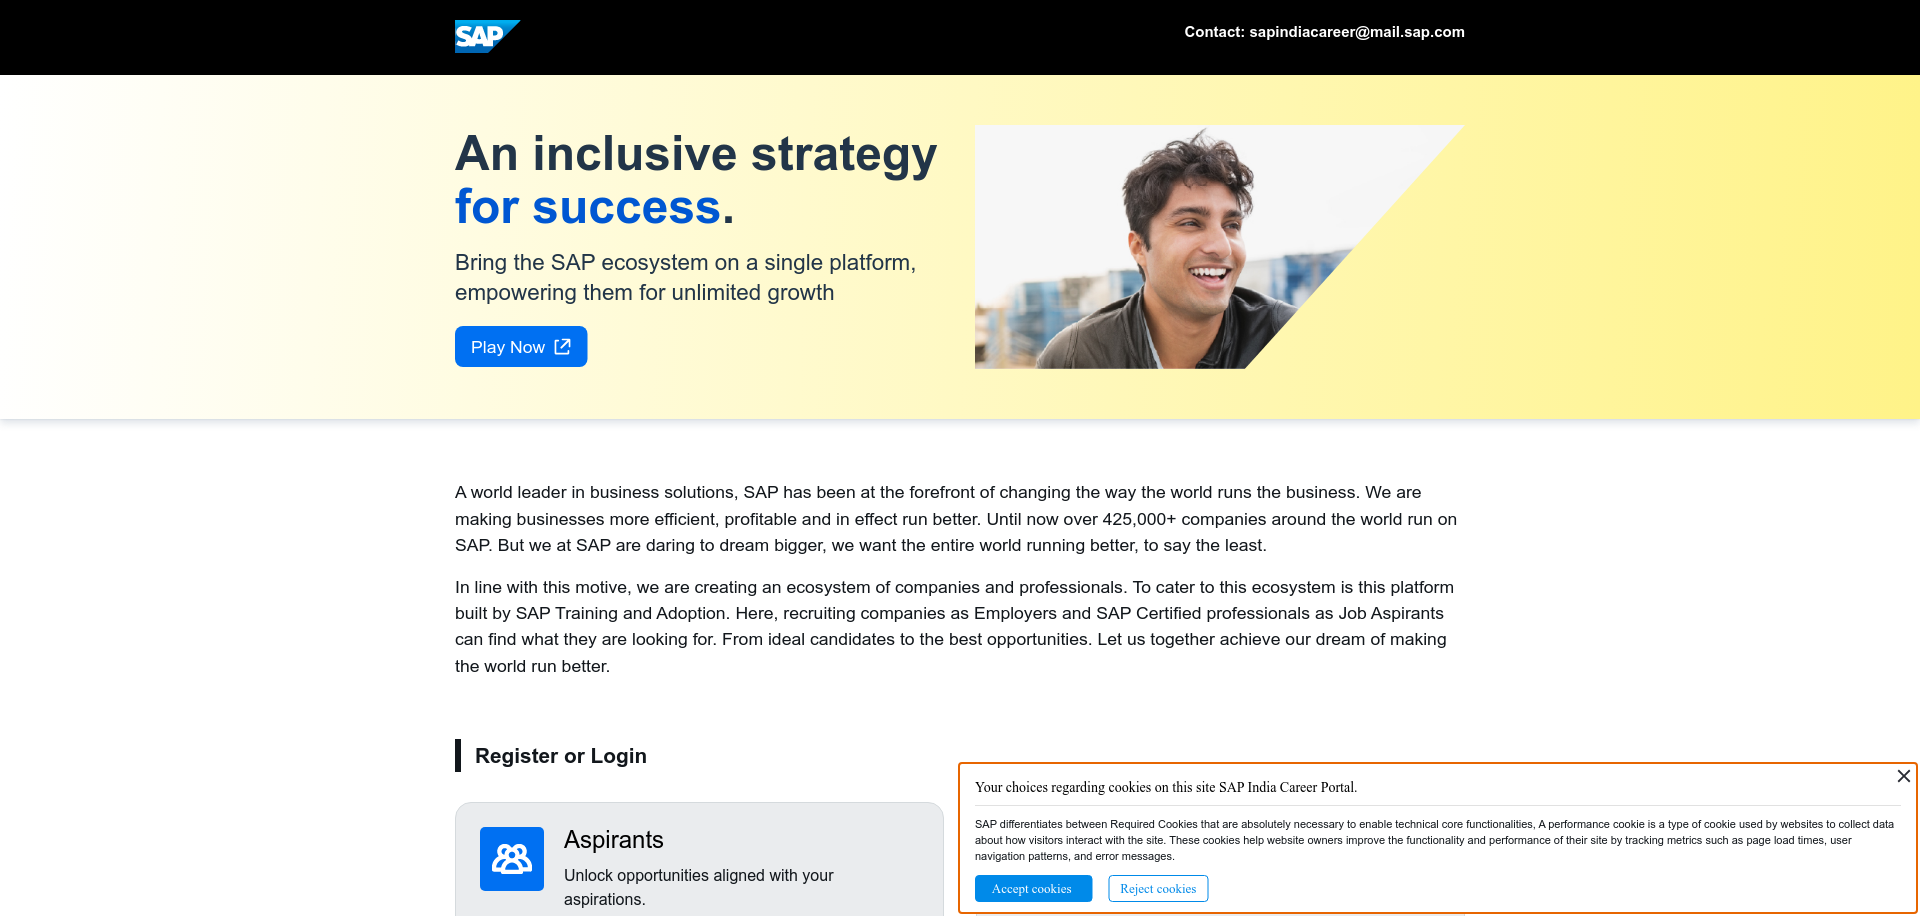 SAP
Contact: sapindiacareer@mail.sap.com
An inclusive strategy
for success.
Bring the SAP ecosystem on a single platform,
empowering them for unlimited growth
Play Now
A world leader in business solutions, SAP has been at the forefront of changing the way the world runs the business. We are
making businesses more efficient, profitable and in effect run better. Until now over 425,000+ companies around the world run on
SAP. But we at SAP are daring to dream bigger, we want the entire world running better, to say the least.
In line with this motive, we are creating an ecosystem of companies and professionals. To cater to this ecosystem is this platform
built by SAP Training and Adoption. Here, recruiting companies as Employers and SAP Certified professionals as Job Aspirants
can find what they are looking for. From ideal candidates to the best opportunities. Let us together achieve our dream of making
the world run better.
Register or Login
Aspirants
Unlock opportunities aligned with your
aspirations.
Your choices regarding cookies on this site SAP India Career Portal.
SAP differentiates between Required Cookies that are absolutely necessary to enable technical core functionalities, A performance cookie is a type of cookie used by websites to collect data
about how visitors interact with the site. These cookies help website owners improve the functionality and performance of their site by tracking metrics such as page load times, user
navigation patterns, and error messages.
Accept cookies
Reject cookies